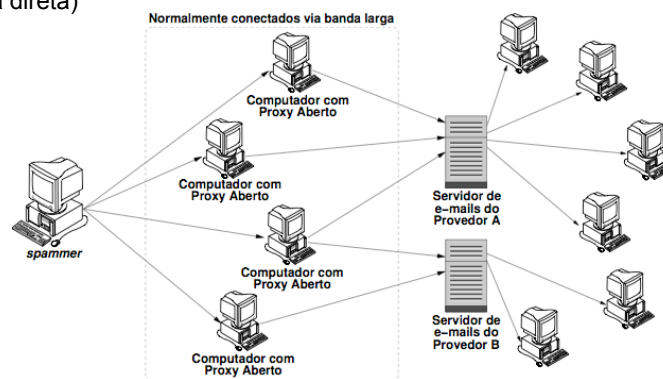 a direta)
Normalmente conectados via banda larga
Computador com
Proxy Aberto
Computador com
Proxy Aberto
spammer
Computador com
Proxy Aberto
Computador com
Proxy Aberto
Servidor de
e-mails do
Provedor A
Servidor de
e-mails do
Provedor B